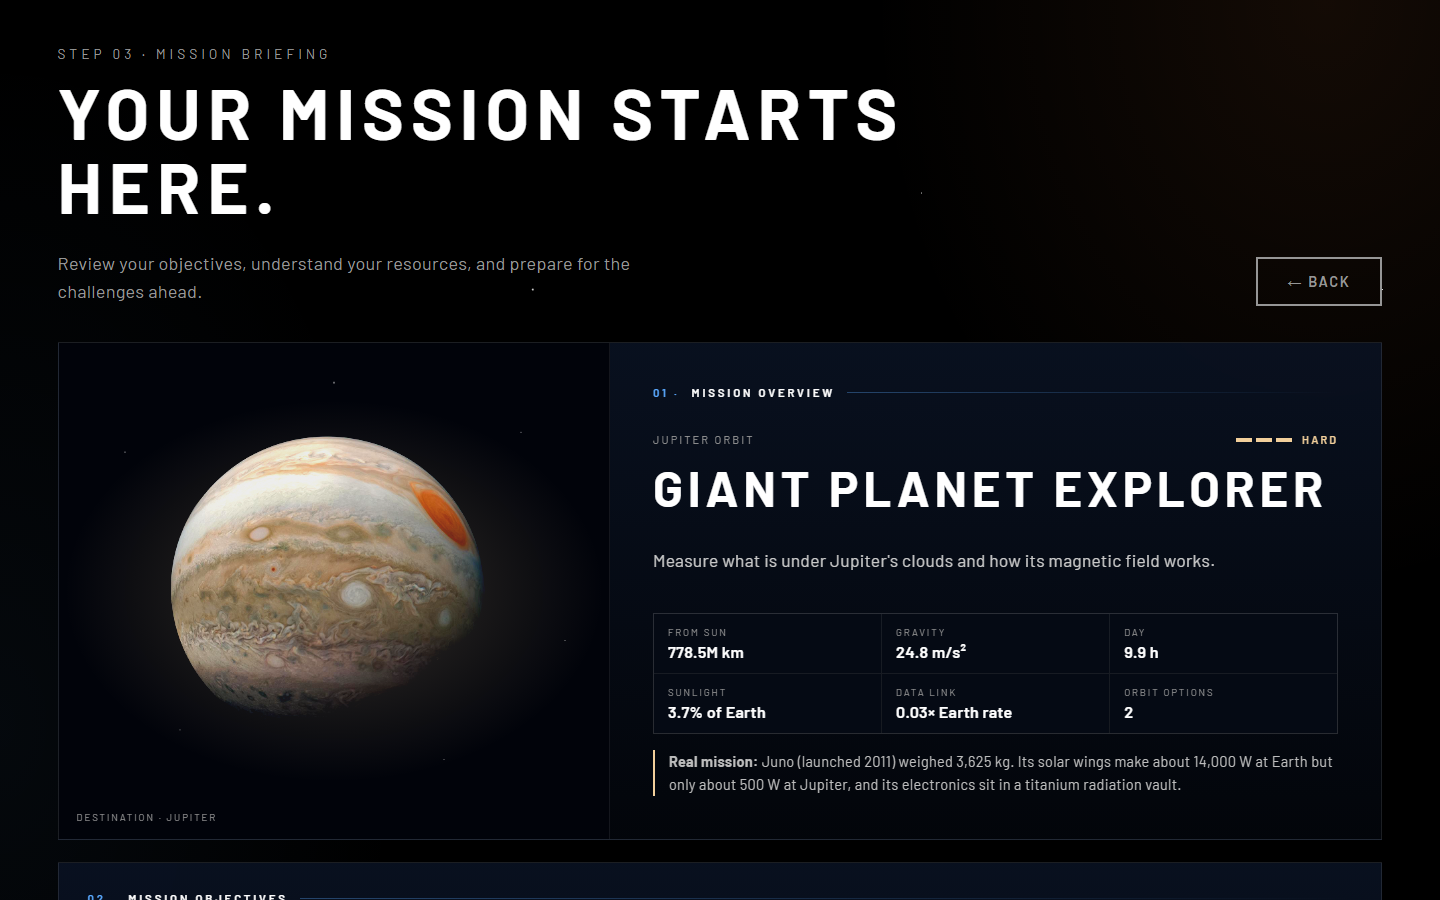 STEP 03 · MISSION BRIEFING
YOUR MISSION STARTS
HERE.
Review your objectives, understand your resources, and prepare for the
challenges ahead.
← BACK
01 · MISSION OVERVIEW
JUPITER ORBIT
HARD
GIANT PLANET EXPLORER
Measure what is under Jupiter's clouds and how its magnetic field works.
FROM SUN
778.5M km
GRAVITY
24.8 m/s²
DAY
9.9 h
SUNLIGHT
3.7% of Earth
DATA LINK
0.03× Earth rate
ORBIT OPTIONS
2
Real mission: Juno (launched 2011) weighed 3,625 kg. Its solar wings make about 14,000 W at Earth but
only about 500 W at Jupiter, and its electronics sit in a titanium radiation vault.
DESTINATION · JUPITER
02 MISSION OBJECTIVES